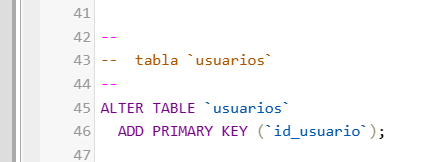 41
42 --
43 --  tabla `usuarios`
44 --
45 ALTER TABLE `usuarios`
46   ADD PRIMARY KEY (`id_usuario`);
47